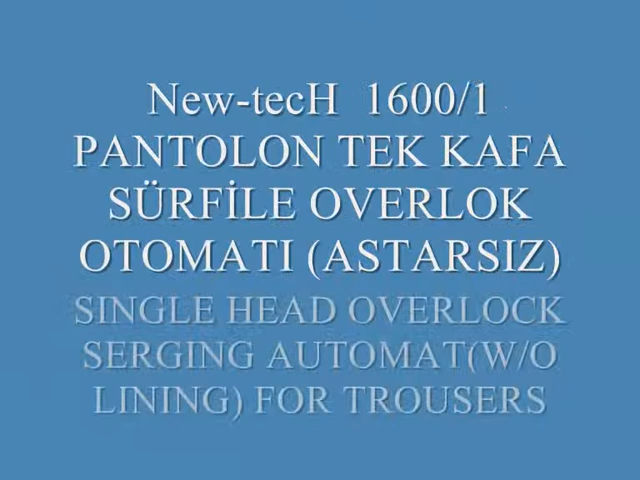 New-tecH 1600/1
PANTOLON TEK KAFA
SÜRFİLE OVERLOK
OTOMATI (ASTARSIZ)
SINGLE HEAD OVERLOCK
SERGING AUTOMAT(W/O
LINING) FOR TROUSERS